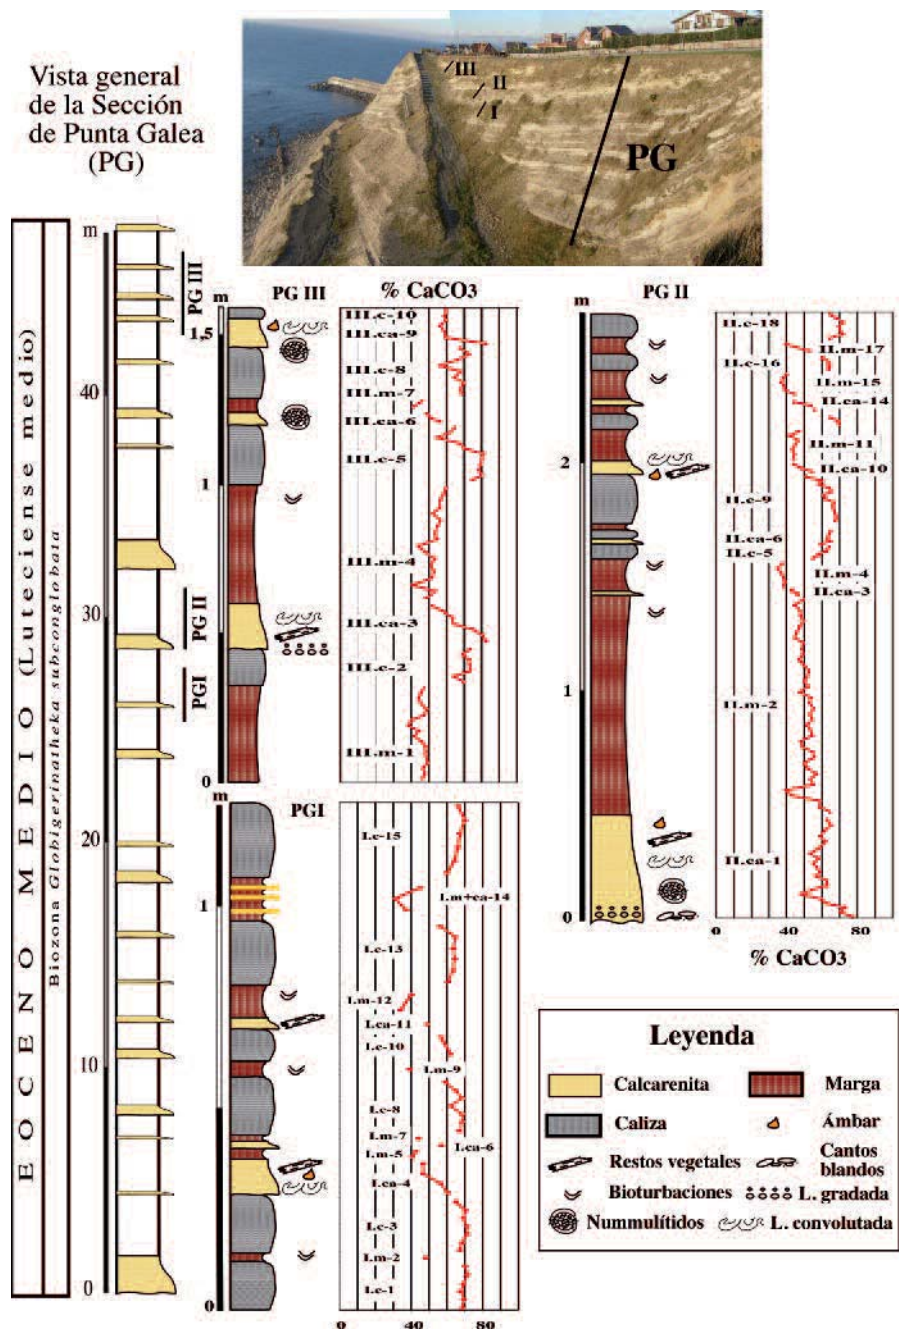 Vista general
de la Sección
de Punta Galea
(PG)
III
II
I
PG
EOCENO MEDIO (Luteciense medio)
Biozona Globigerinatheka subconglobata
m
40
30
20
10
0
PG III
PG II
PGI
m
PG III
% CaCO3
1.5
1
0
III.c-10
III.ca-9
III.c-8
III.m-7
III.ca-6
III.c-5
III.m-4
III.ca-3
III.c-2
III.m-1
m
PG II
2
1
0
II.c-18
II.m-17
II.c-16
II.m-15
II.ca-14
II.m-11
II.ca-10
II.c-9
II.ca-6
II.c-5
II.m-4
II.ca-3
II.m-2
II.ca-1
0
40
80
% CaCO3
m
PGI
1
0
I.c-15
I.m+ca-14
I.c-13
I.m-12
I.ca-11
I.c-10
I.m-9
I.c-8
I.m-7
I.ca-6
I.m-5
I.ca-4
I.c-3
I.m-2
I.c-1
0
40
80
Leyenda
Calcarenita
Marga
Caliza
Ámbar
Restos vegetales
Cantos
blandos
Bioturbaciones
L. gradada
Nummulítidos
L. convolutada